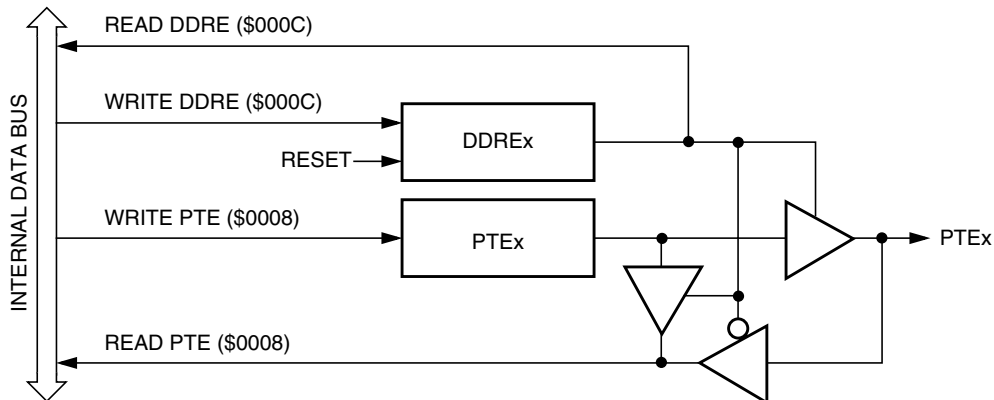 READ DDRE ($000C)
WRITE DDRE ($000C)
DDREx
RESET
WRITE PTE ($0008)
PTEx
PTEx
READ PTE ($0008)
INTERNAL DATA BUS